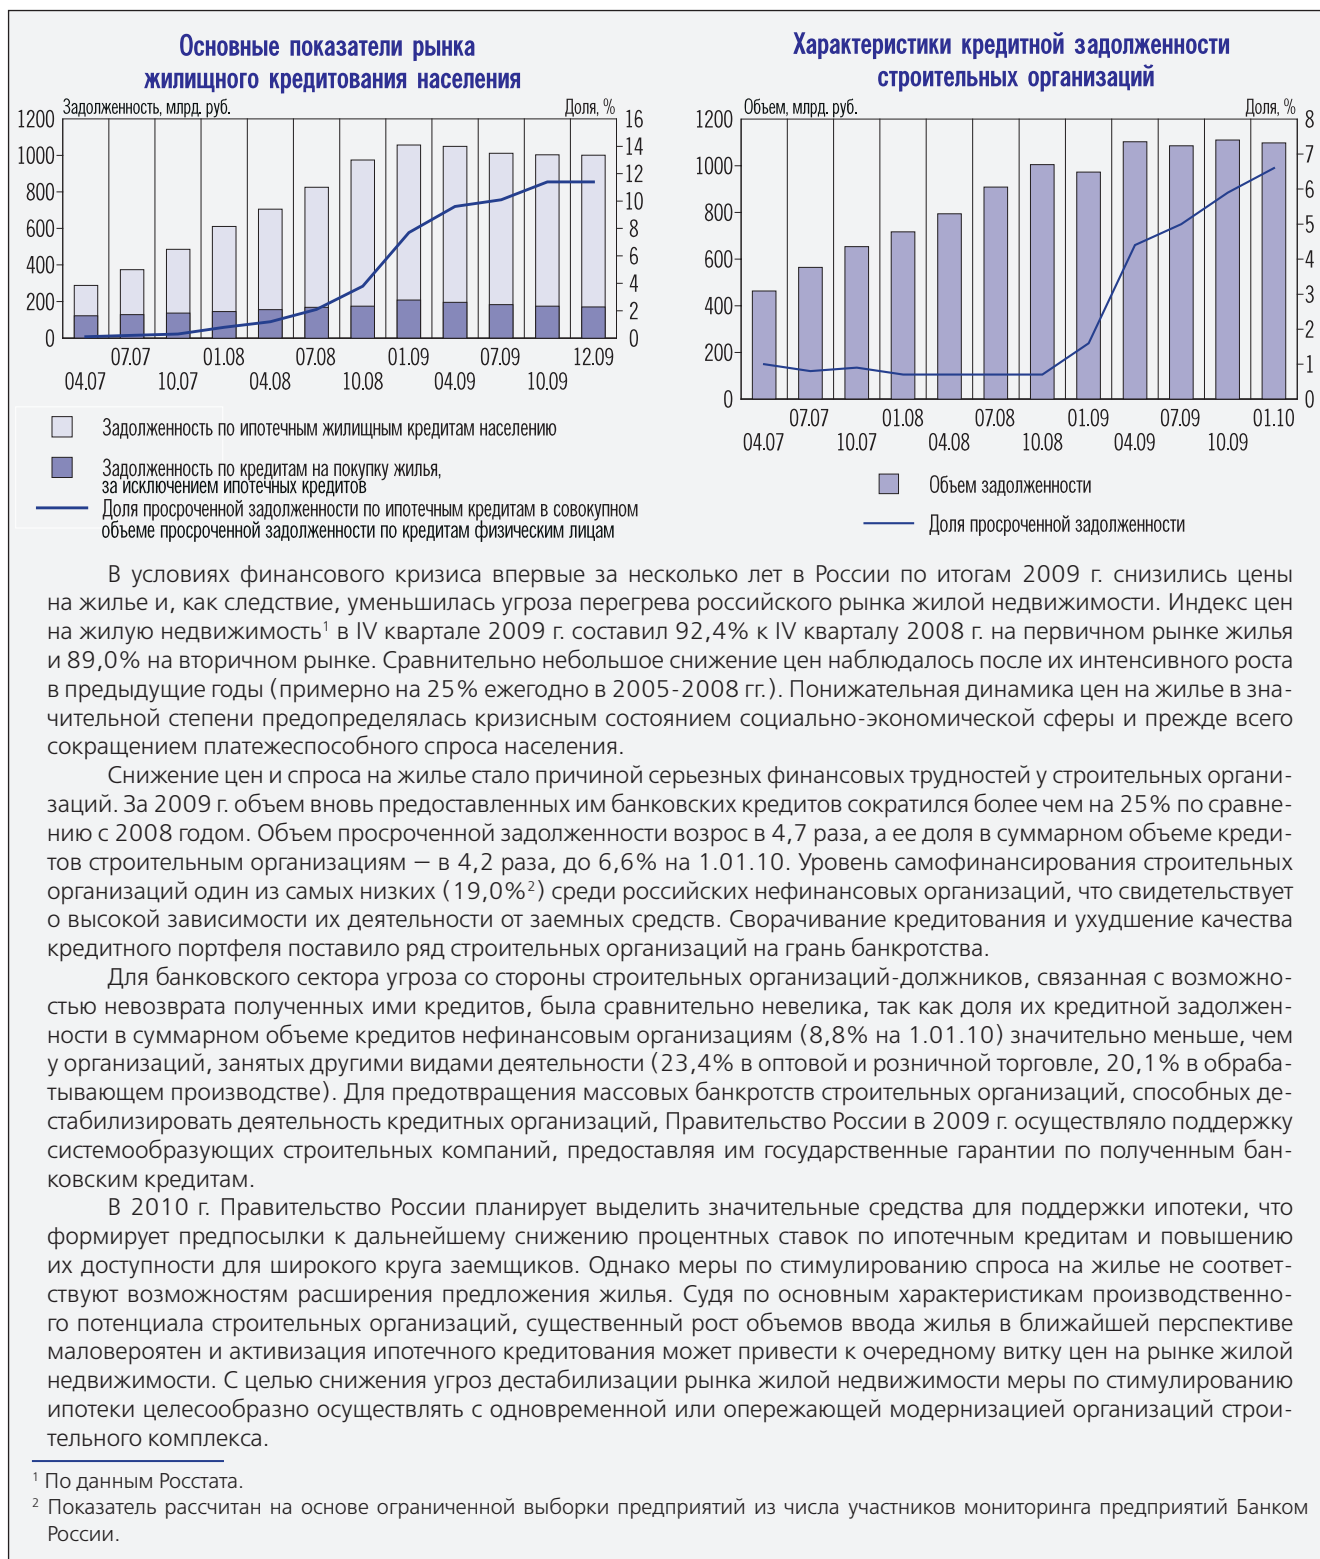 Основные показатели рынка
жилищного кредитования населения
Задолженность, млрд. руб.
Доля, %
1200
1000
800
600
400
200
0
16
14
12
10
8
6
4
2
0
07.07 01.08 07.08 01.09 07.09 12.09
04.07 10.07 04.08 10.08 04.09 10.09
Задолженность по ипотечным жилищным кредитам населению
Задолженность по кредитам на покупку жилья,
за исключением ипотечных кредитов
Доля просроченной задолженности по ипотечным кредитам в совокупном
объеме просроченной задолженности по кредитам физическим лицам
Характеристики кредитной задолженности
строительных организаций
Объем, млрд. руб.
Доля, %
1200
1000
800
600
400
200
0
8
7
6
5
4
3
2
1
0
07.07 01.08 07.08 01.09 07.09 01.10
04.07 10.07 04.08 10.08 04.09 10.09
Объем задолженности
Доля просроченной задолженности
В условиях финансового кризиса впервые за несколько лет в России по итогам 2009 г. снизились цены
на жилье и, как следствие, уменьшилась угроза перегрева российского рынка жилой недвижимости. Индекс цен
на жилую недвижимость1 в IV квартале 2009 г. составил 92,4% к IV кварталу 2008 г. на первичном рынке жилья
и 89,0% на вторичном рынке. Сравнительно небольшое снижение цен наблюдалось после их интенсивного роста
в предыдущие годы (примерно на 25% ежегодно в 2005-2008 гг.). Понижательная динамика цен на жилье в зна-
чительной степени предопределялась кризисным состоянием социально-экономической сферы и прежде всего
сокращением платежеспособного спроса населения.
Снижение цен и спроса на жилье стало причиной серьезных финансовых трудностей у строительных органи-
заций. За 2009 г. объем вновь предоставленных им банковских кредитов сократился более чем на 25% по сравне-
нию с 2008 годом. Объем просроченной задолженности возрос в 4,7 раза, а ее доля в суммарном объеме креди-
тов строительным организациям — в 4,2 раза, до 6,6% на 1.01.10. Уровень самофинансирования строительных
организаций один из самых низких (19,0%2) среди российских нефинансовых организаций, что свидетельствует
о высокой зависимости их деятельности от заемных средств. Сворачивание кредитования и ухудшение качества
кредитного портфеля поставило ряд строительных организаций на грань банкротства.
Для банковского сектора угроза со стороны строительных организаций-должников, связанная с возможно-
стью невозврата полученных ими кредитов, была сравнительно невелика, так как доля их кредитной задолжен-
ности в суммарном объеме кредитов нефинансовым организациям (8,8% на 1.01.10) значительно меньше, чем
у организаций, занятых другими видами деятельности (23,4% в оптовой и розничной торговле, 20,1% в обраба-
тывающем производстве). Для предотвращения массовых банкротств строительных организаций, способных де-
стабилизировать деятельность кредитных организаций, Правительство России в 2009 г. осуществляло поддержку
системообразующих строительных компаний, предоставляя им государственные гарантии по полученным бан-
ковским кредитам.
В 2010 г. Правительство России планирует выделить значительные средства для поддержки ипотеки, что
формирует предпосылки к дальнейшему снижению процентных ставок по ипотечным кредитам и повышению
их доступности для широкого круга заемщиков. Однако меры по стимулированию спроса на жилье не соответ-
ствуют возможностям расширения предложения жилья. Судя по основным характеристикам производственно-
го потенциала строительных организаций, существенный рост объемов ввода жилья в ближайшей перспективе
маловероятен и активизация ипотечного кредитования может привести к очередному витку цен на рынке жилой
недвижимости. С целью снижения угроз дестабилизации рынка жилой недвижимости меры по стимулированию
ипотеки целесообразно осуществлять с одновременной или опережающей модернизацией организаций строи-
тельного комплекса.
1 По данным Росстата.
2 Показатель рассчитан на основе ограниченной выборки предприятий из числа участников мониторинга предприятий Банком
России.